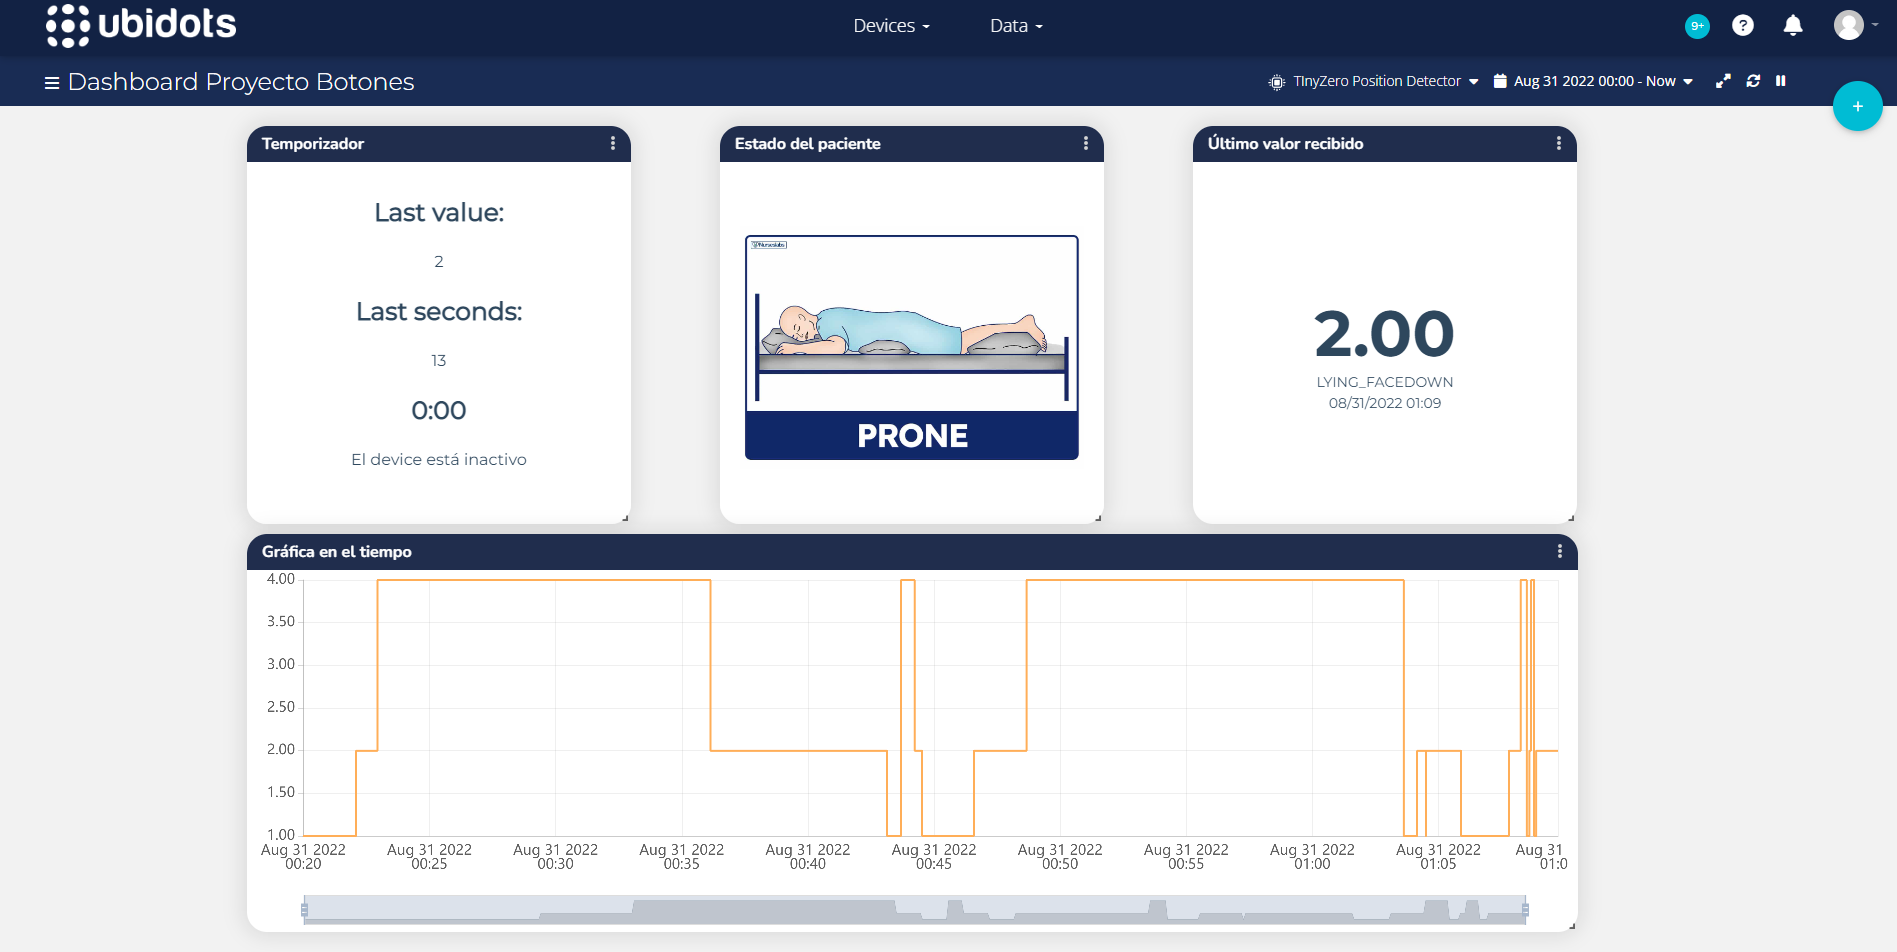 ubidots
Devices
Data
9+
?
Dashboard Proyecto Botones
TInyZero Position Detector
Aug 31 2022 00:00 - Now
+
Temporizador
Last value:
2
Last seconds:
13
0:00
El device está inactivo
Estado del paciente
Nurseslabs
PRONE
Último valor recibido
2.00
LYING_FACEDOWN
08/31/2022 01:09
Gráfica en el tiempo
4.00
3.50
3.00
2.50
2.00
1.50
1.00
Aug 31 2022
00:20
Aug 31 2022
00:25
Aug 31 2022
00:30
Aug 31 2022
00:35
Aug 31 2022
00:40
Aug 31 2022
00:45
Aug 31 2022
00:50
Aug 31 2022
00:55
Aug 31 2022
01:00
Aug 31 2022
01:05
Aug 31
01:0